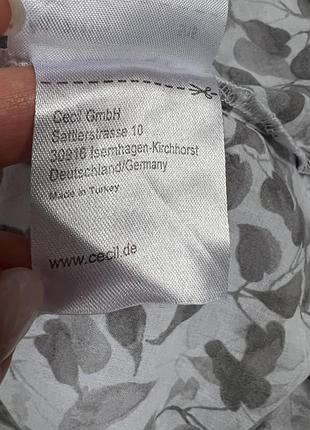 Cecil GmbH
Sattlerstrasse 10
30916 Isernhagen-Kirchhorst
Deutschland/Germany
Made in Turkey
www.cecil.de